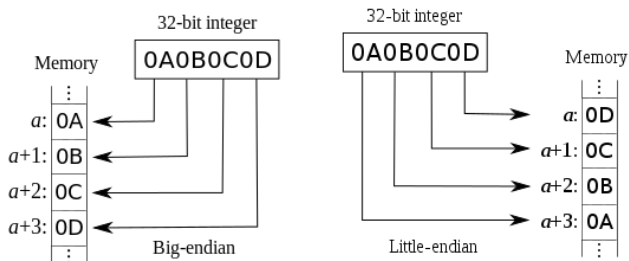 32-bit integer
0A0B0C0D
Memory
⋮
a: 0A
a+1: 0B
a+2: 0C
a+3: 0D
⋮
Big-endian
32-bit integer
0A0B0C0D
Memory
⋮
a: 0D
a+1: 0C
a+2: 0B
a+3: 0A
⋮
Little-endian